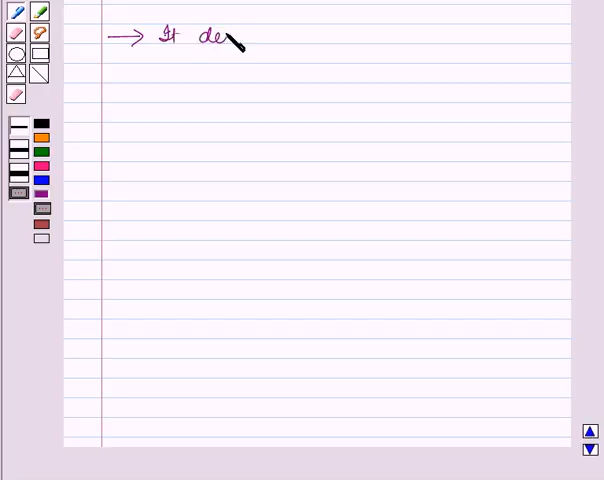 → It de